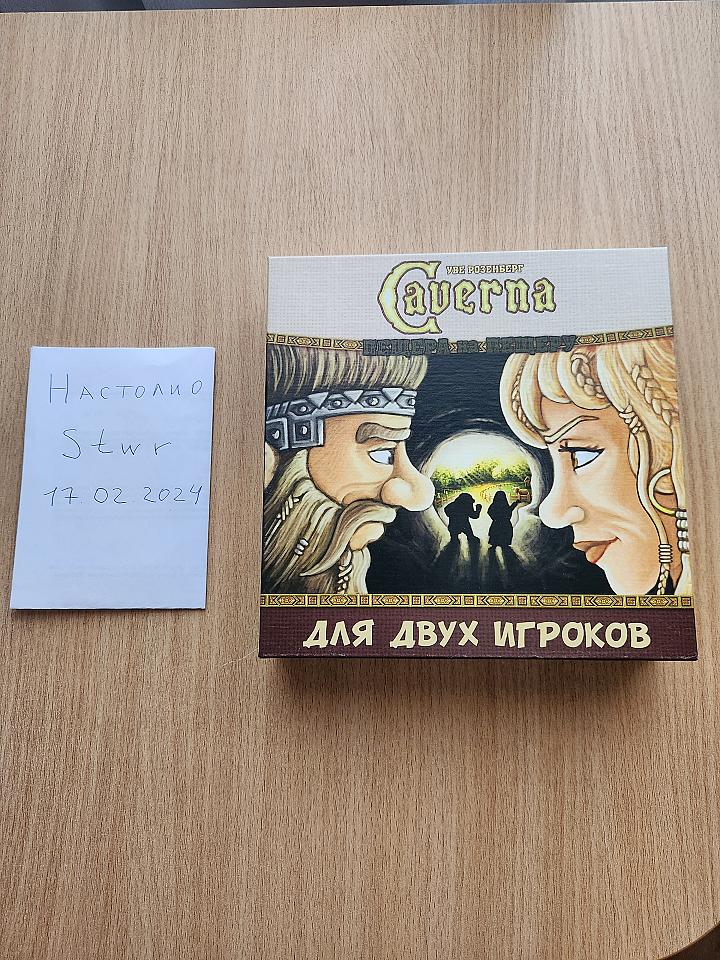 Настолио
Stwr
17.02.2024
УВЕ РОЗЕНБЕРГ
Caverna
ПЕЩЕРА на ПЕЩЕРУ
ДЛЯ ДВУХ ИГРОКОВ